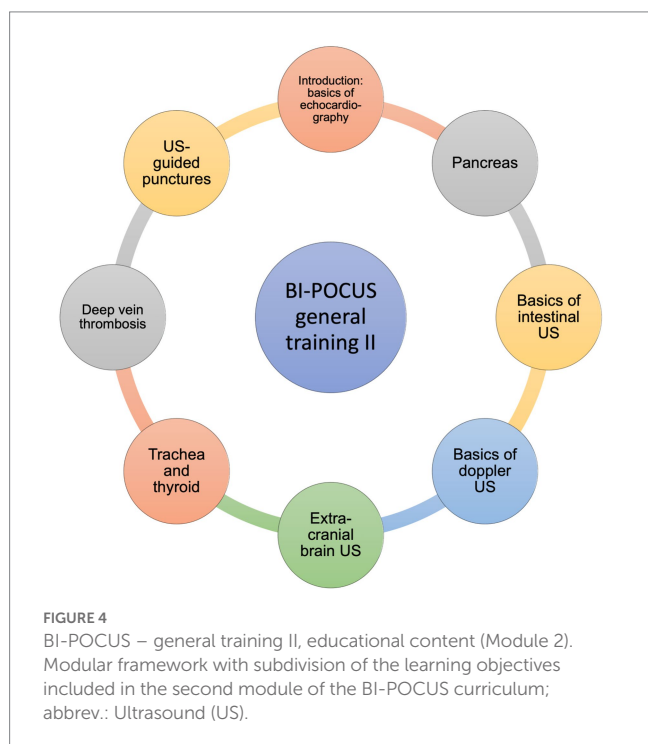 Introduction:
basics of
echocardio-
graphy
Pancreas
Basics of
intestinal US
Basics of
doppler
US
Extra-
cranial
brain US
Trachea
and
thyroid
Deep vein
thrombosis
US-
guided
punctures
BI-POCUS
general
training II
FIGURE 4
BI-POCUS – general training II, educational content (Module 2).
Modular framework with subdivision of the learning objectives
included in the second module of the BI-POCUS curriculum;
abbrev.: Ultrasound (US).